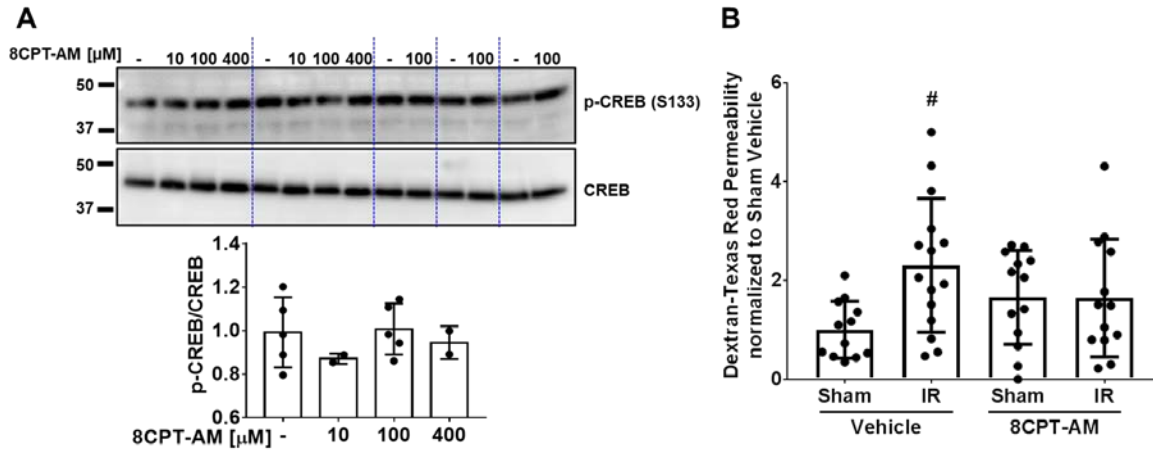 A
8CPT-AM [µM] - 10 100 400 - 10 100 400 - 100 - 100 - 100
50
37
p-CREB (S133)
50
37
CREB
p-CREB/CREB
1.4
1.2
1.0
0.8
0.6
8CPT-AM [µM] - 10 100 400
B
Dextran-Texas Red Permeability
normalized to Sham Vehicle
6
4
2
0
#
Sham IR Sham IR
Vehicle 8CPT-AM